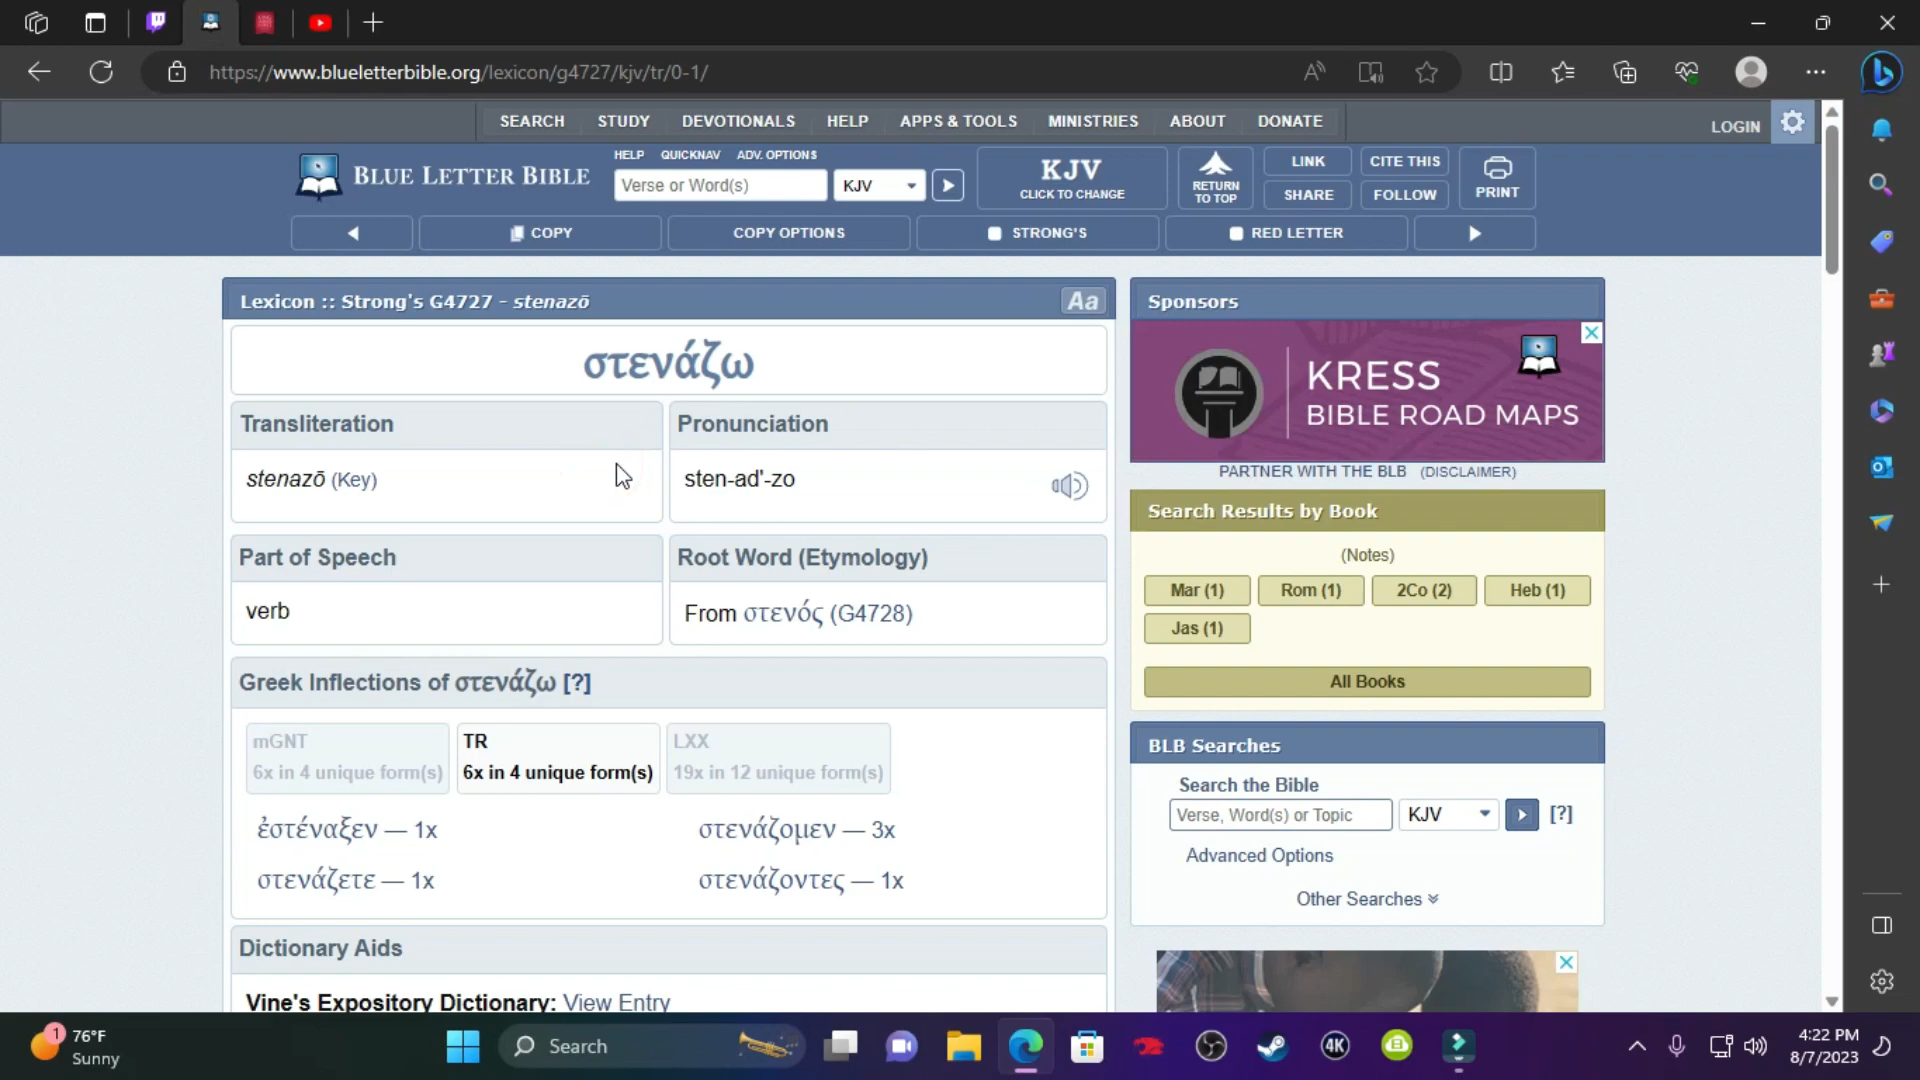 https://www.blueletterbible.org/lexicon/g4727/kjv/tr/0-1/
SEARCH STUDY DEVOTIONALS HELP APPS & TOOLS MINISTRIES ABOUT DONATE
LOGIN
BLUE LETTER BIBLE
HELP QUICKNAV ADV. OPTIONS
Verse or Word(s)
KJV
KJV
CLICK TO CHANGE
RETURN
TO TOP
LINK
CITE THIS
SHARE
FOLLOW
PRINT
COPY
COPY OPTIONS
STRONG'S
RED LETTER
Lexicon :: Strong's G4727 - stenazō
Aa
στενάζω
Transliteration
stenazō (Key)
Pronunciation
sten-ad'-zo
Part of Speech
verb
Root Word (Etymology)
From στενός (G4728)
Greek Inflections of στενάζω [?]
mGNT
6x in 4 unique form(s)
TR
6x in 4 unique form(s)
LXX
19x in 12 unique form(s)
ἐστέναξεν — 1x
στενάζομεν — 3x
στενάζετε — 1x
στενάζοντες — 1x
Dictionary Aids
Vine's Expository Dictionary: View Entry
Sponsors
KRESS
BIBLE ROAD MAPS
PARTNER WITH THE BLB (DISCLAIMER)
Search Results by Book
(Notes)
Mar (1) Rom (1) 2Co (2) Heb (1)
Jas (1)
All Books
BLB Searches
Search the Bible
Verse, Word(s) or Topic
KJV
[?]
Advanced Options
Other Searches
1
76°F
Sunny
Search
4K
4:22 PM
8/7/2023